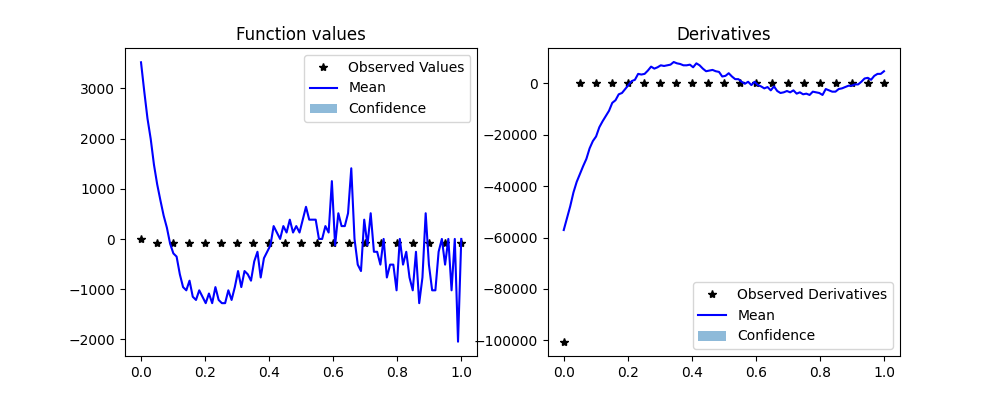 Function values
3000
2000
1000
0
−1000
−2000
0.0 0.2 0.4 0.6 0.8 1.0
Observed Values
Mean
Confidence
Derivatives
0
−20000
−40000
−60000
−80000
−100000
0.0 0.2 0.4 0.6 0.8 1.0
Observed Derivatives
Mean
Confidence